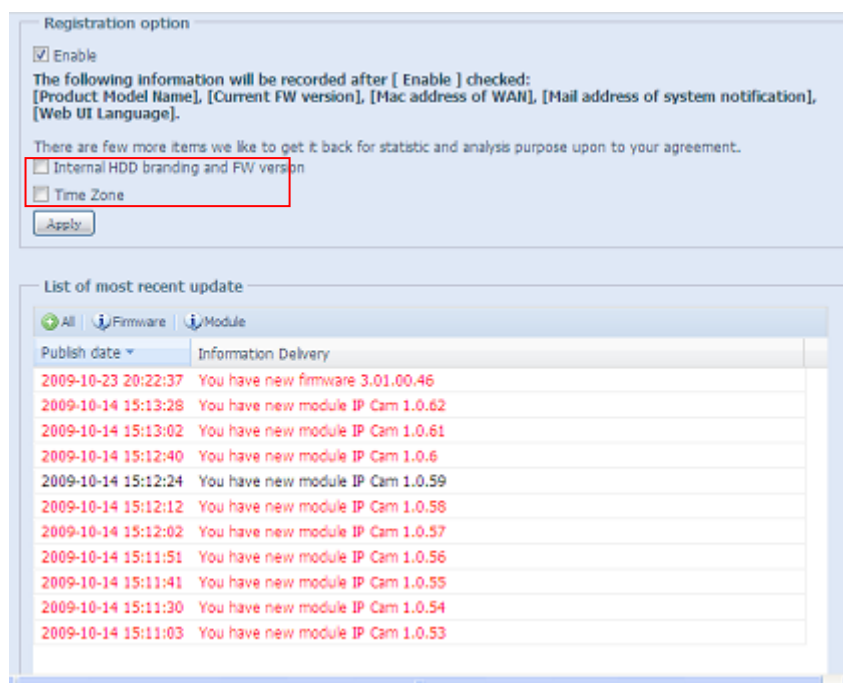 Registration option
Enable
The following information will be recorded after [ Enable ] checked:
[Product Model Name], [Current FW version], [Mac address of WAN], [Mail address of system notification],
[Web UI Language].
There are few more items we like to get it back for statistic and analysis purpose upon to your agreement.
Internal HDD branding and FW version
Time Zone
Apply
List of most recent update
All Firmware Module
Publish date Information Delivery
2009-10-23 20:22:37 You have new firmware 3.01.00.46
2009-10-14 15:13:28 You have new module IP Cam 1.0.62
2009-10-14 15:13:02 You have new module IP Cam 1.0.61
2009-10-14 15:12:40 You have new module IP Cam 1.0.6
2009-10-14 15:12:24 You have new module IP Cam 1.0.59
2009-10-14 15:12:12 You have new module IP Cam 1.0.58
2009-10-14 15:12:02 You have new module IP Cam 1.0.57
2009-10-14 15:11:51 You have new module IP Cam 1.0.56
2009-10-14 15:11:41 You have new module IP Cam 1.0.55
2009-10-14 15:11:30 You have new module IP Cam 1.0.54
2009-10-14 15:11:03 You have new module IP Cam 1.0.53